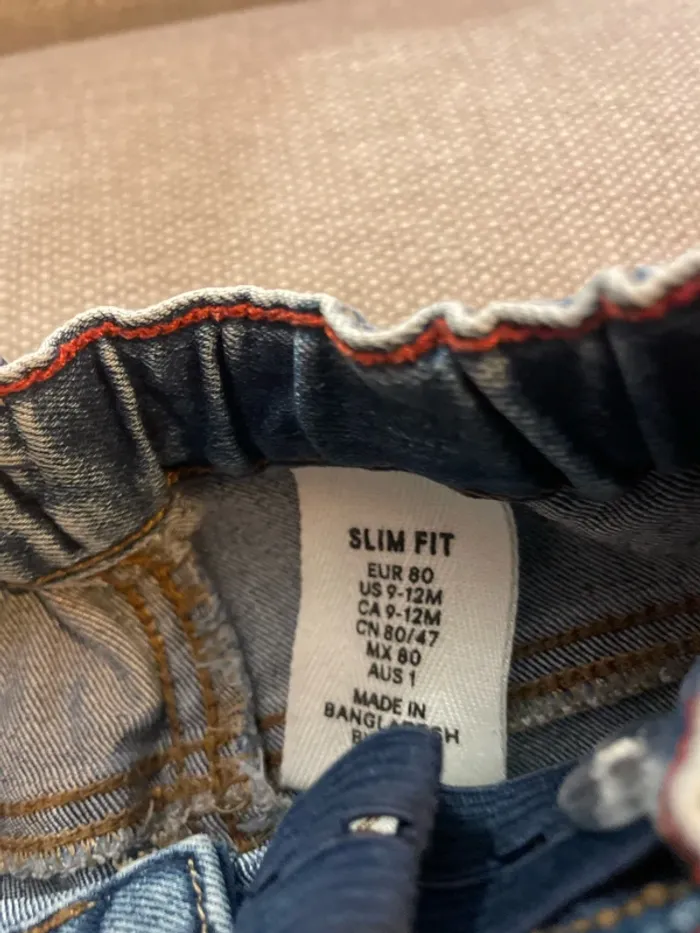 SLIM FIT
EUR 80
US 9-12M
CA 9-12M
CN 80/47
MX 80
AUS 1
MADE IN